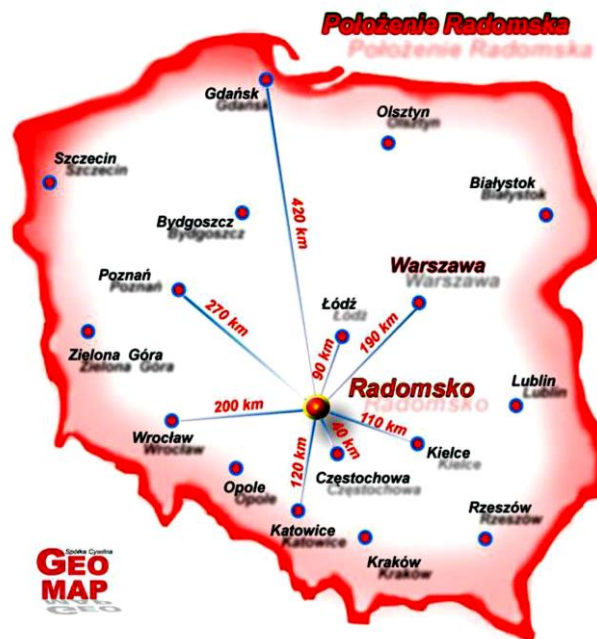 Położenie Radomska
Gdańsk
Olsztyn
Szczecin
Białystok
420 km
Bydgoszcz
Warszawa
Poznań
270 km
Łódź
190 km
90 km
Zielona Góra
Radomsko
Lublin
200 km
110 km
Wrocław
40 km
Kielce
120 km
Częstochowa
Opole
Rzeszów
Katowice
Kraków
Spółka Cywilna
GEO
MAP